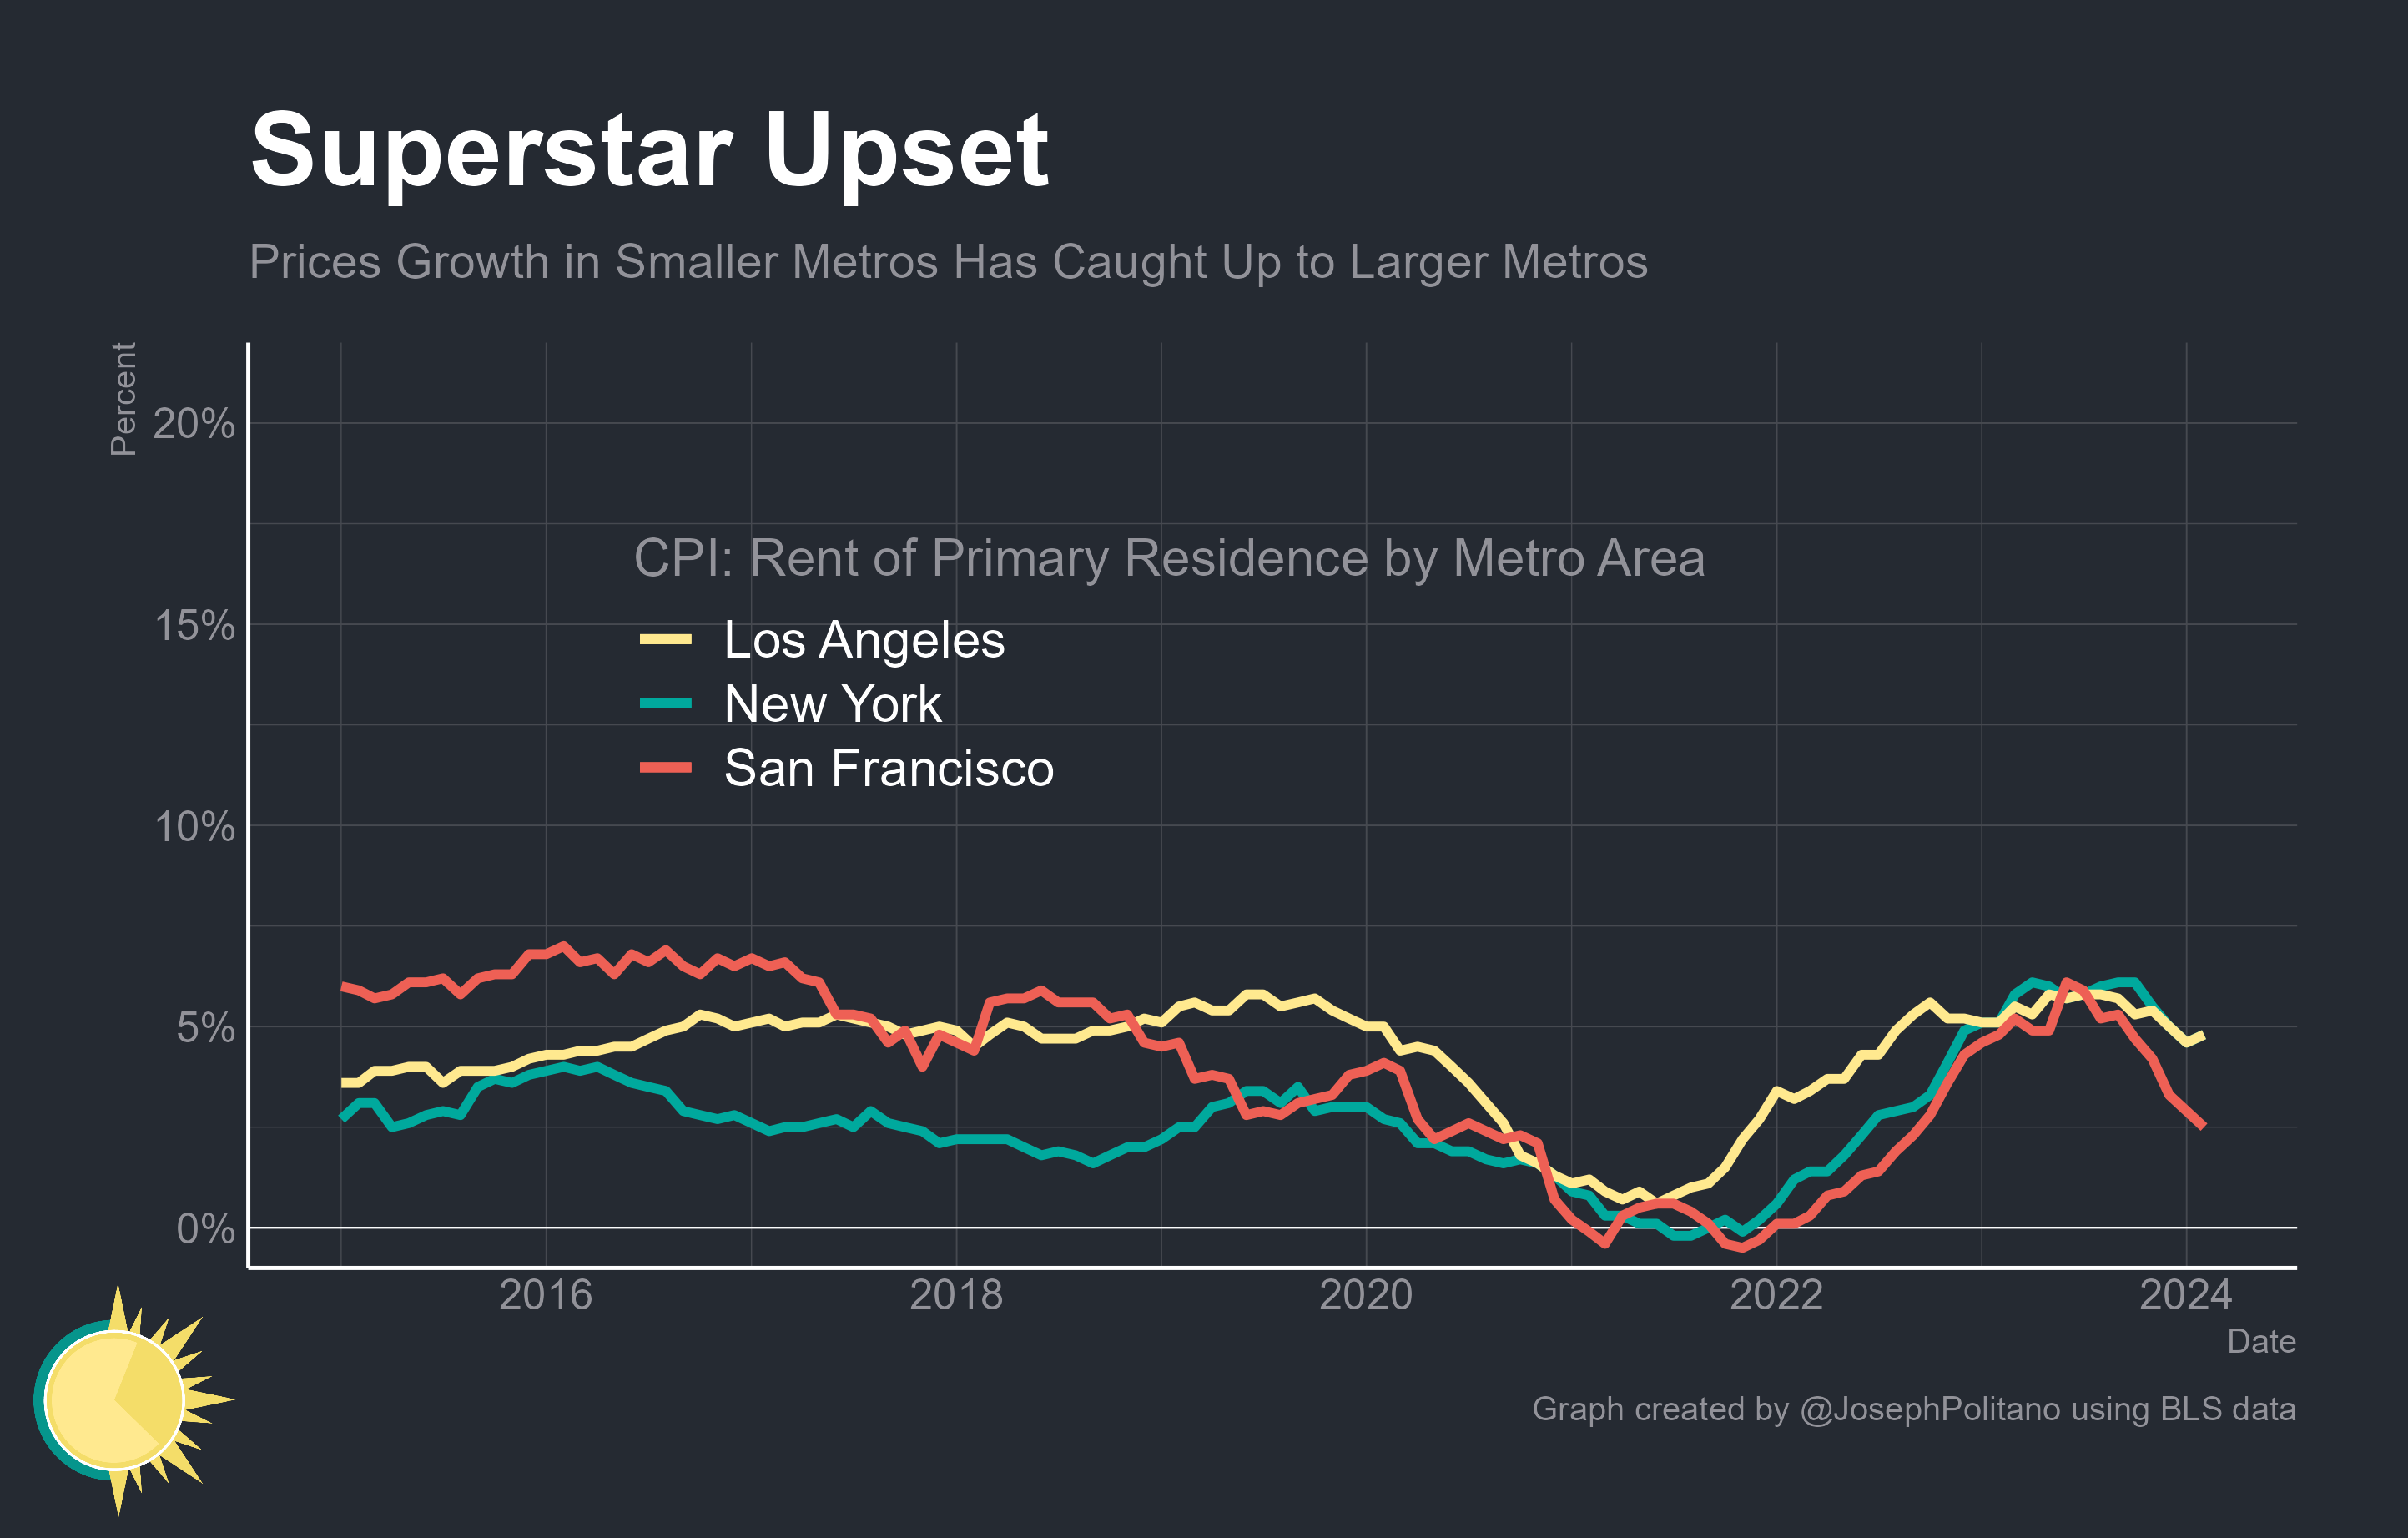 Superstar Upset
Prices Growth in Smaller Metros Has Caught Up to Larger Metros
Percent
20%
15%
10%
5%
0%
CPI: Rent of Primary Residence by Metro Area
Los Angeles
New York
San Francisco
2016 2018 2020 2022 2024
Date
Graph created by @JosephPolitano using BLS data